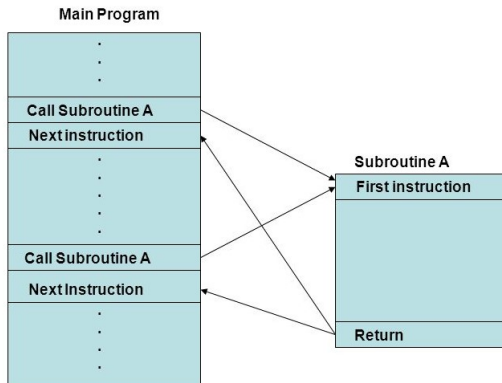 Main Program
.
.
.
Call Subroutine A
Next instruction
.
.
.
.
.
Call Subroutine A
Next Instruction
.
.
.
.
Subroutine A
First instruction
Return